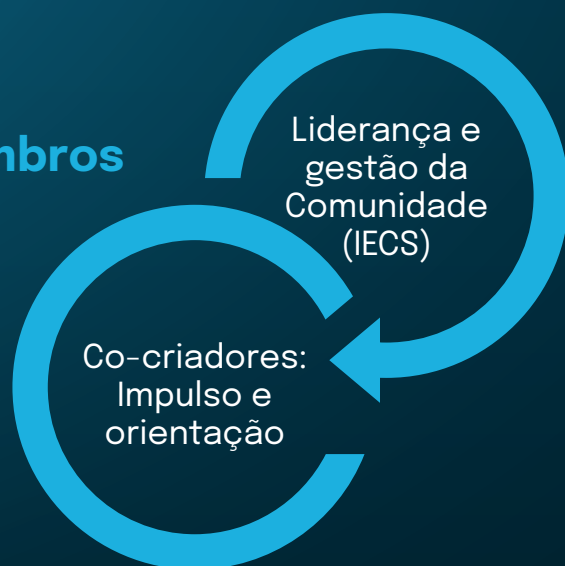 mbros
Liderança e
gestão da
Comunidade
(IECS)
Co-criadores:
Impulso e
orientação